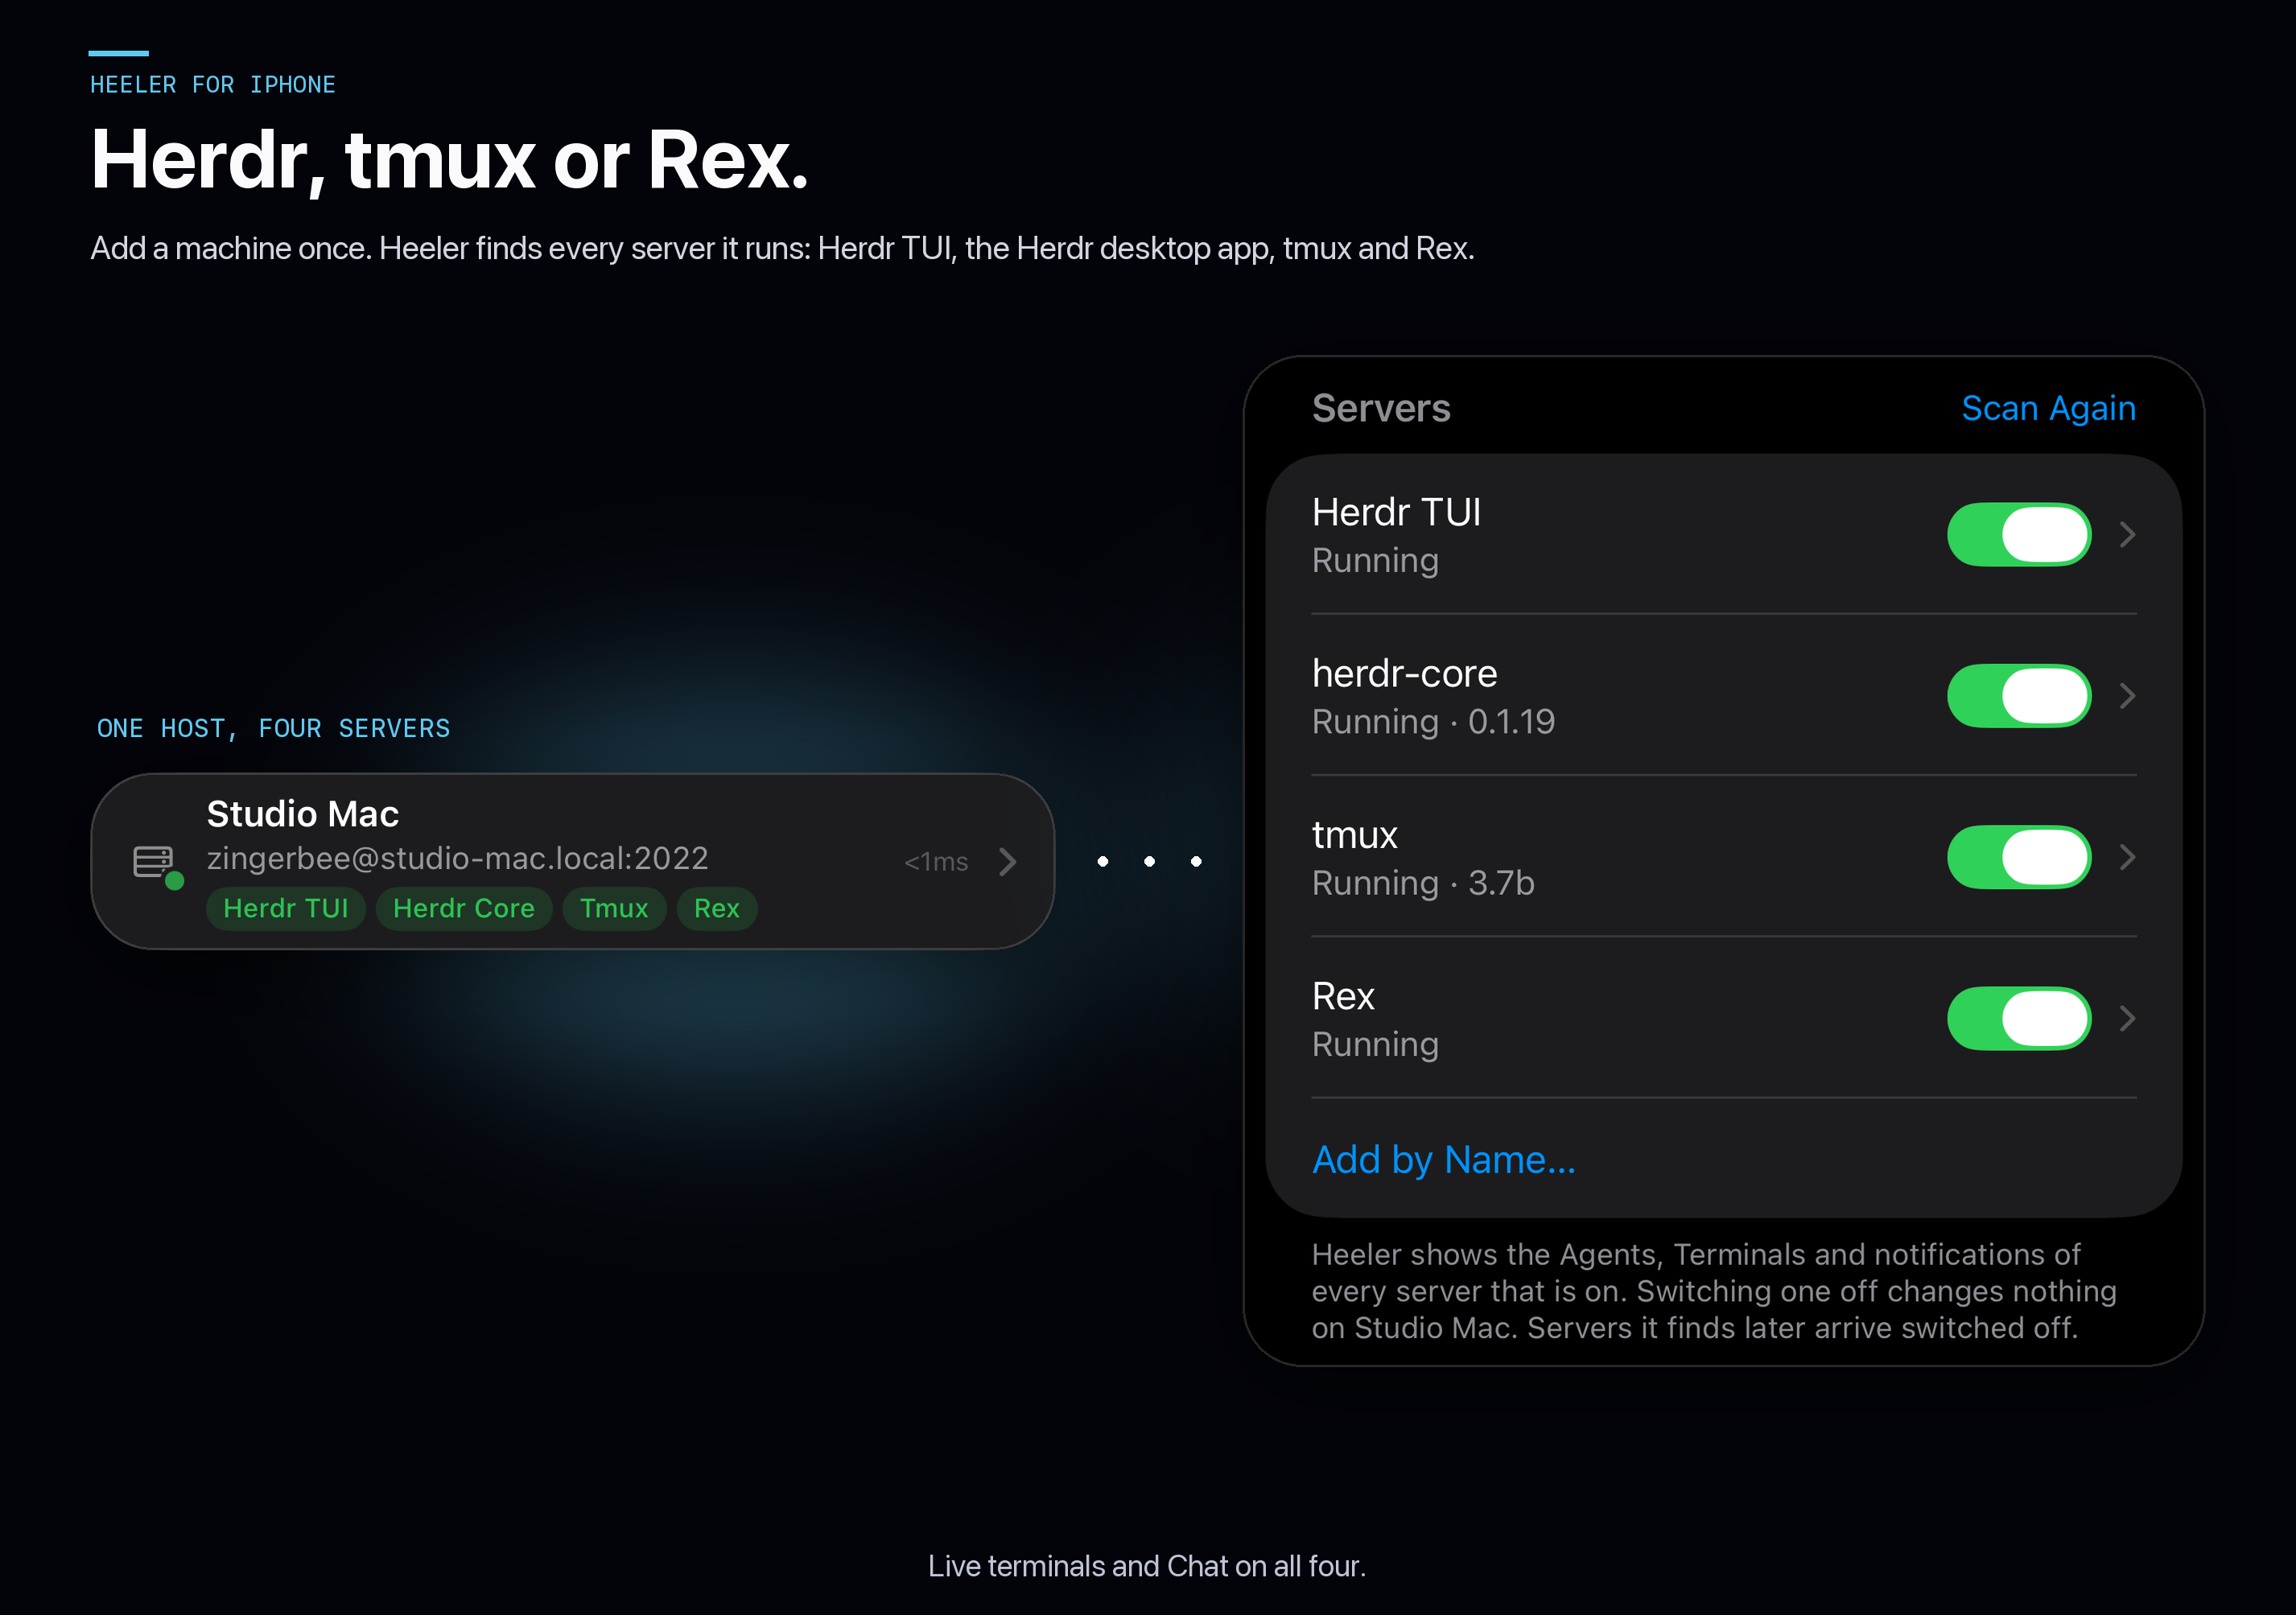 HEELER FOR IPHONE
Herdr, tmux or Rex.
Add a machine once. Heeler finds every server it runs: Herdr TUI, the Herdr desktop app, tmux and Rex.
ONE HOST, FOUR SERVERS
Studio Mac
zingerbee@studio-mac.local:2022
<1ms
Herdr TUI Herdr Core Tmux Rex
Servers
Scan Again
Herdr TUI
Running
herdr-core
Running · 0.1.19
tmux
Running · 3.7b
Rex
Running
Add by Name...
Heeler shows the Agents, Terminals and notifications of
every server that is on. Switching one off changes nothing
on Studio Mac. Servers it finds later arrive switched off.
Live terminals and Chat on all four.